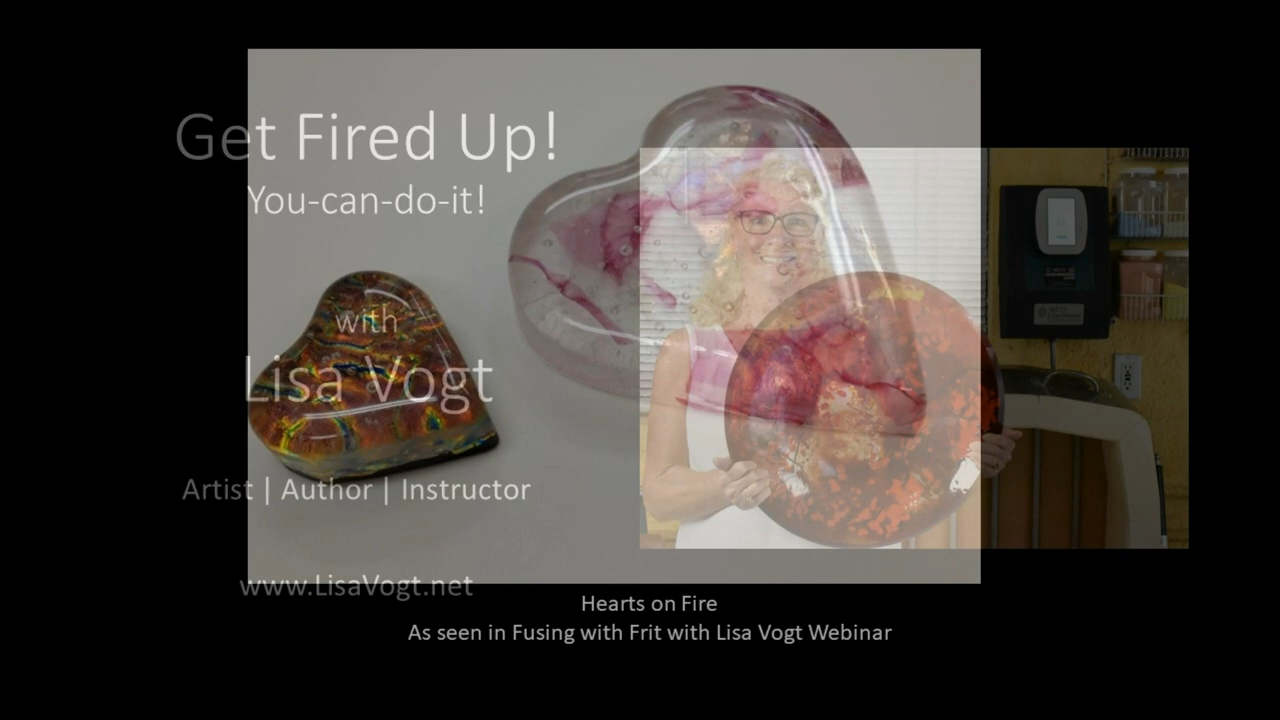 Get Fired Up!
You-can-do-it!
with
Lisa Vogt
Artist | Author | Instructor
www.LisaVogt.net
Hearts on Fire
As seen in Fusing with Frit with Lisa Vogt Webinar